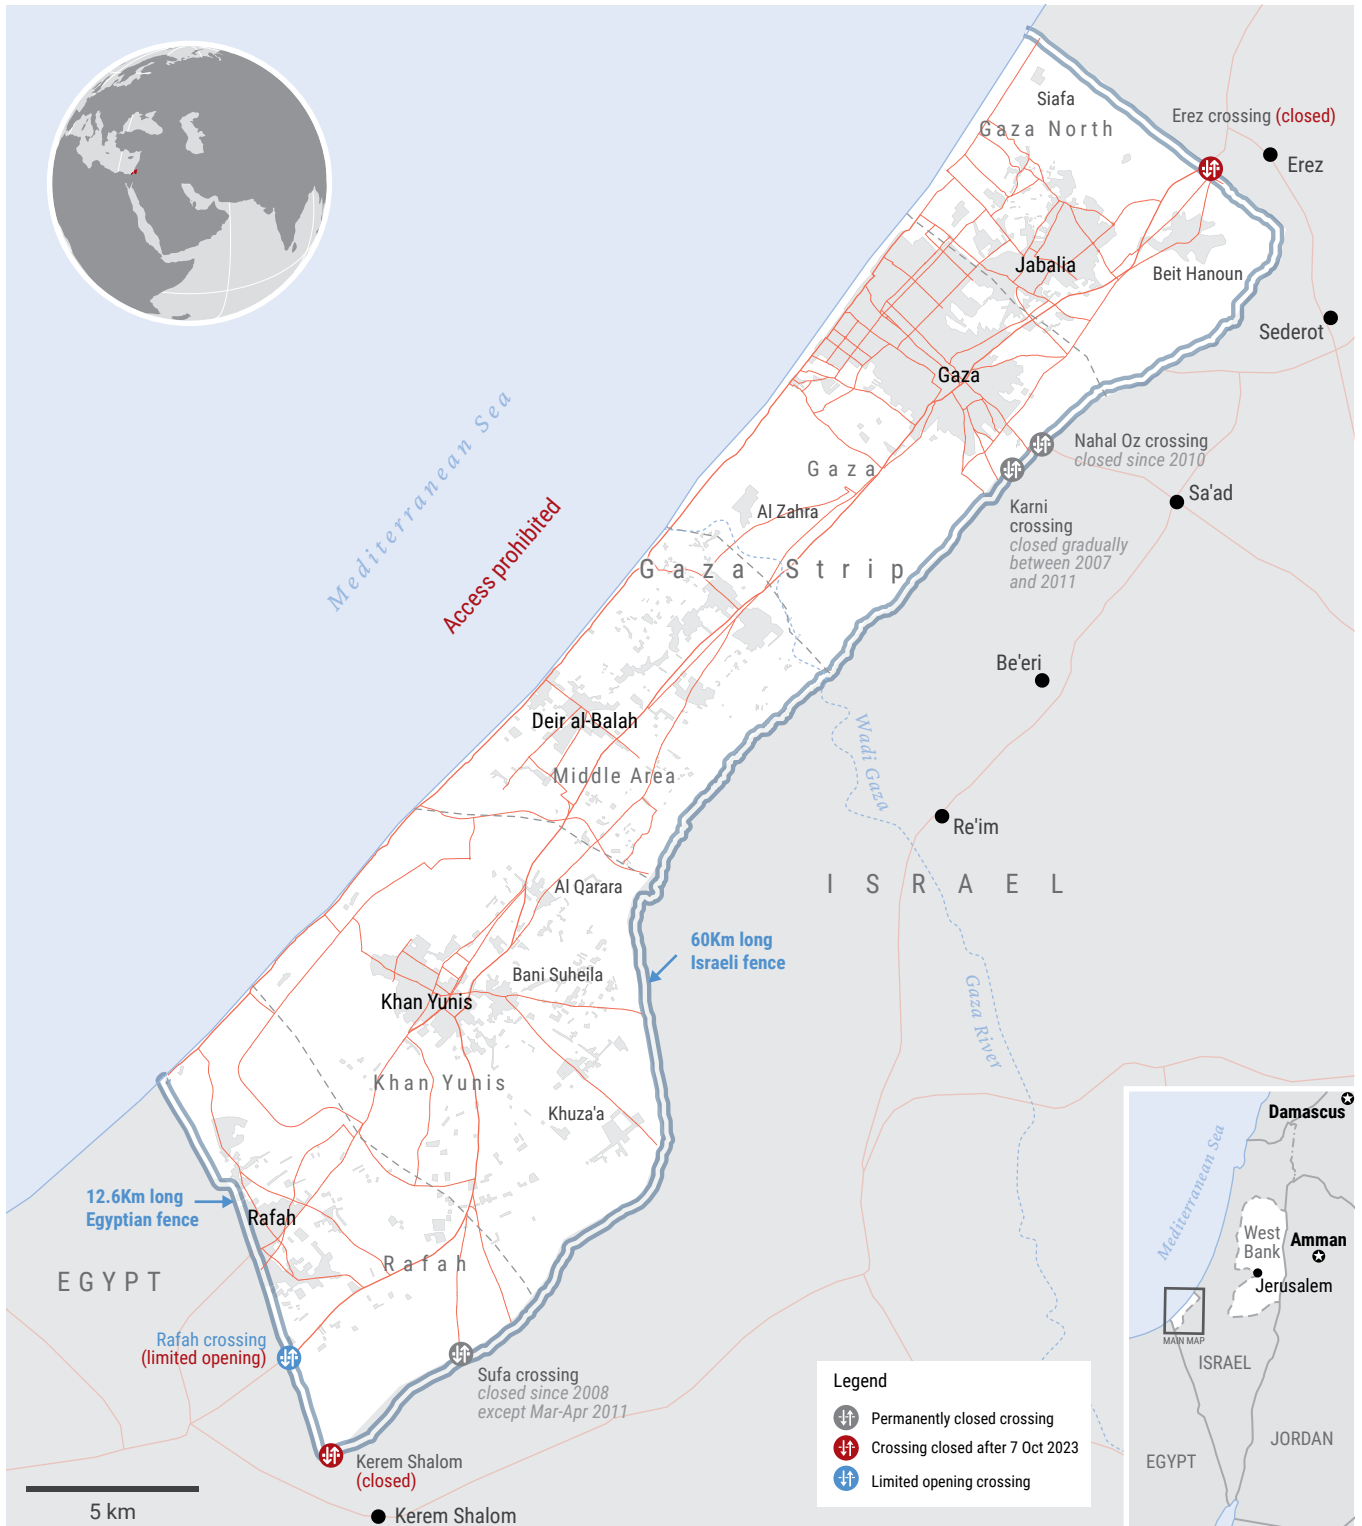 Siafa
Gaza North
Erez crossing (closed)
Erez
Jabalia
Beit Hanoun
Sederot
Gaza
Mediterranean Sea
Access prohibited
Nahal Oz crossing
closed since 2010
Gaza
Al Zahra
Sa'ad
Karni
crossing
closed gradually
between 2007
and 2011
Gaza Strip
Be'eri
Deir al-Balah
Wadi Gaza
Middle Area
Re'im
Al Qarara
ISRAEL
60Km long
Israeli fence
Bani Suheila
Khan Yunis
Gaza River
Khan Yunis
Khuza'a
12.6Km long
Egyptian fence
Rafah
Rafah
EGYPT
Rafah crossing
(limited opening)
Sufa crossing
closed since 2008
except Mar-Apr 2011
Kerem Shalom
(closed)
Kerem Shalom
5 km
Legend
Permanently closed crossing
Crossing closed after 7 Oct 2023
Limited opening crossing
Damascus
Mediterranean Sea
West
Bank
Amman
Jerusalem
MAIN MAP
ISRAEL
JORDAN
EGYPT